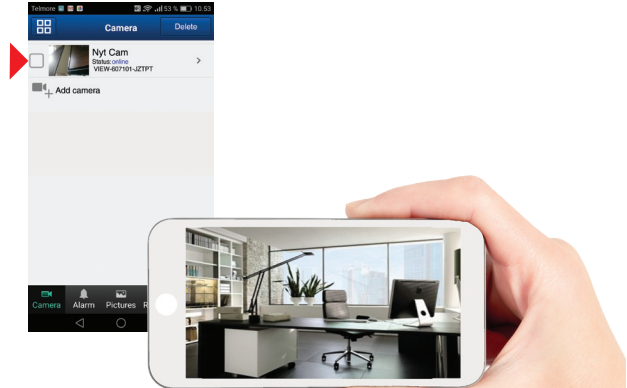 Telmore 53 % 10.53
Camera Delete
Nyt Cam
Status: online
VIEW-607101-JZTPT
Add camera
Camera Alarm Pictures R